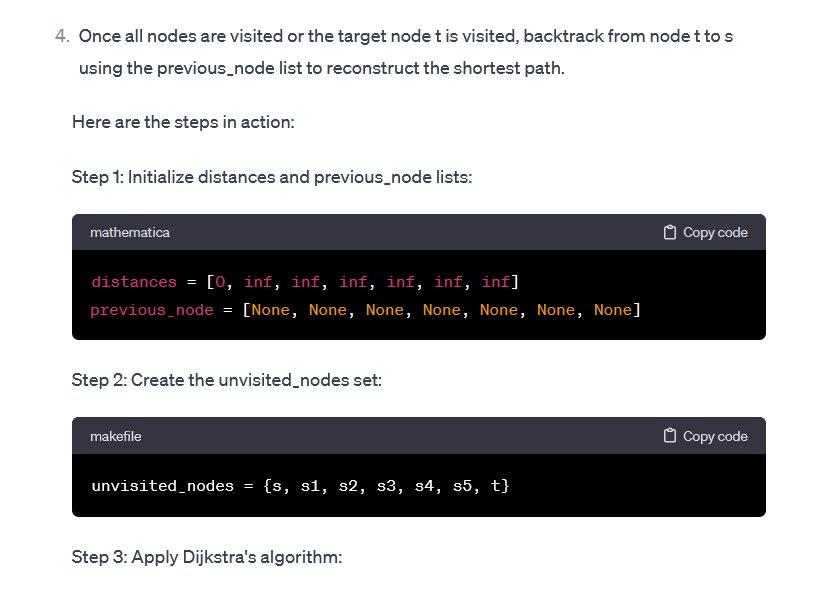 4. Once all nodes are visited or the target node t is visited, backtrack from node t to s
using the previous_node list to reconstruct the shortest path.
Here are the steps in action:
Step 1: Initialize distances and previous_node lists:
mathematica Copy code
distances = [0, inf, inf, inf, inf, inf, inf]
previous_node = [None, None, None, None, None, None, None]
Step 2: Create the unvisited_nodes set:
makefile Copy code
unvisited_nodes = {s, s1, s2, s3, s4, s5, t}
Step 3: Apply Dijkstra's algorithm: